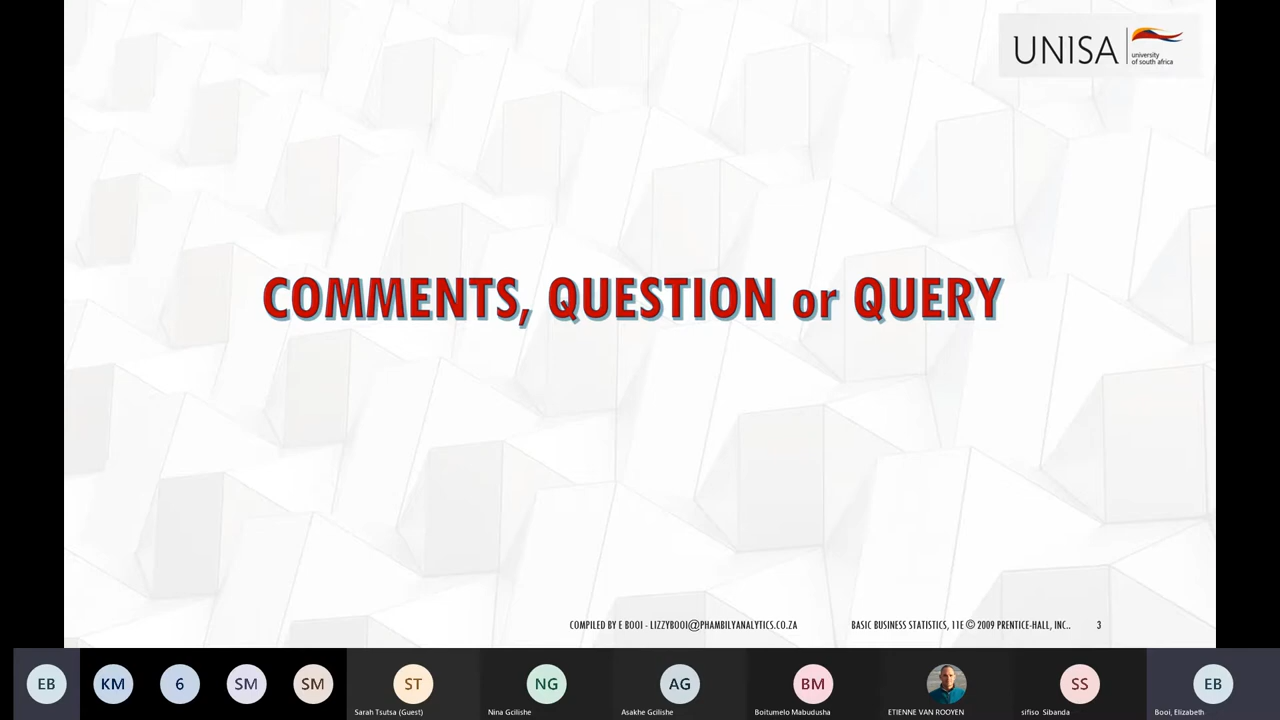 UNISA
university
of south africa
COMMENTS, QUESTION or QUERY
COMPILED BY E BOOI - LIZZYBOOI@PHAMBILYANALYTICS.CO.ZA
BASIC BUSINESS STATISTICS, 11E © 2009 PRENTICE-HALL, INC..
3
EB
KM
6
SM
SM
ST
NG
AG
BM
SS
EB
Sarah Tsutsa (Guest)
Nina Gcilishe
Asakhe Gcilishe
Boitumelo Mabudusha
ETIENNE VAN ROOYEN
sifiso Sibanda
Booi, Elizabeth